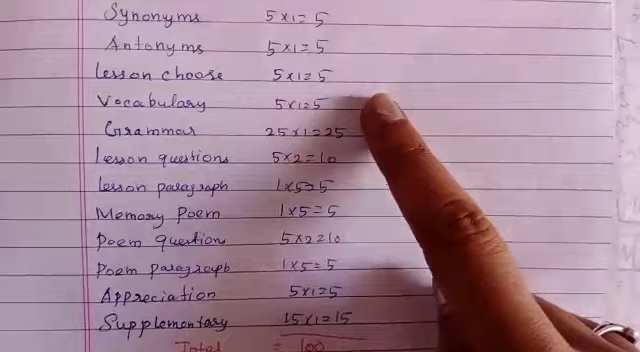 Synonyms 5x1=5
Antonyms 5x1=5
Lesson choose 5x1=5
Vocabulary 5x1=5
Grammar 25x1=25
Lesson questions 5x2=10
Lesson paragraph 1x5=5
Memory Poem 1x5=5
Poem question 5x2=10
Poem paragraph 1x5=5
Appreciation 5x1=5
Supplementary 15x1=15
Total = 100